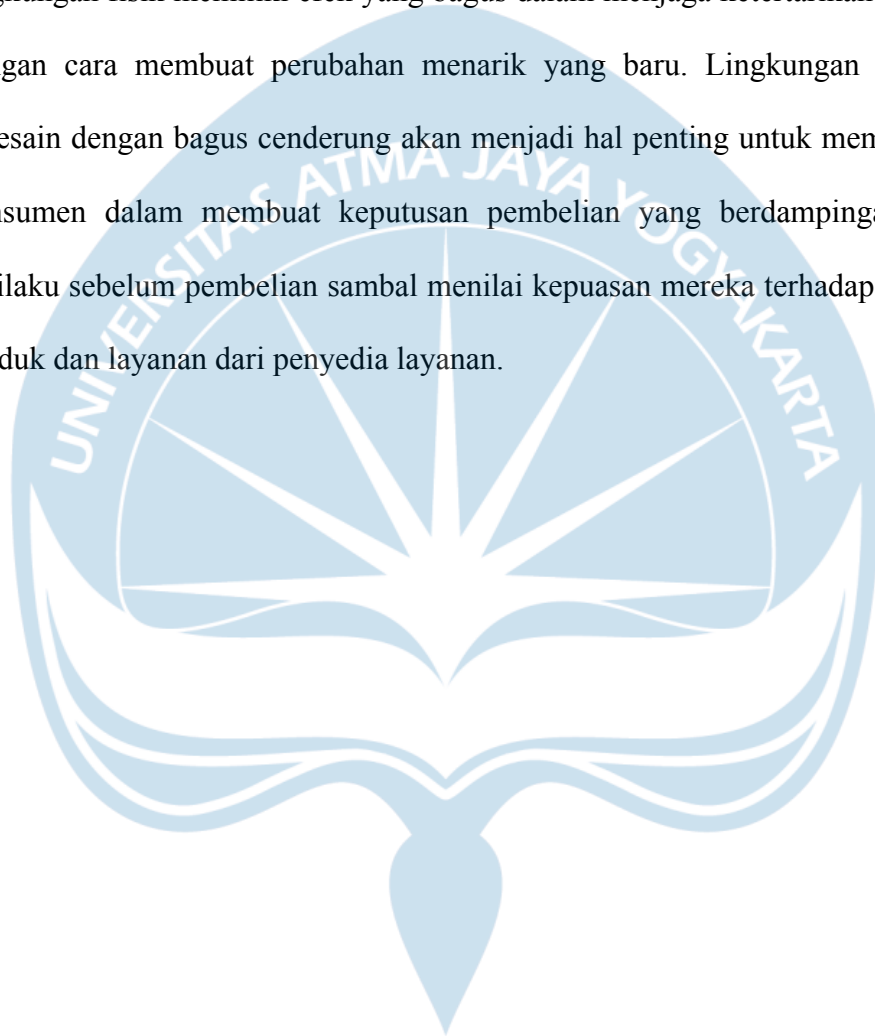 ngan cara membuat perubahan menarik yang baru. Lingkungan
esain dengan bagus cenderung akan menjadi hal penting untuk mem
nsumen dalam membuat keputusan pembelian yang berdampinga
ilaku sebelum pembelian sambal menilai kepuasan mereka terhadap
duk dan layanan dari penyedia layanan.
UNIVERSITAS ATMA JAYA YOGYAKARTA